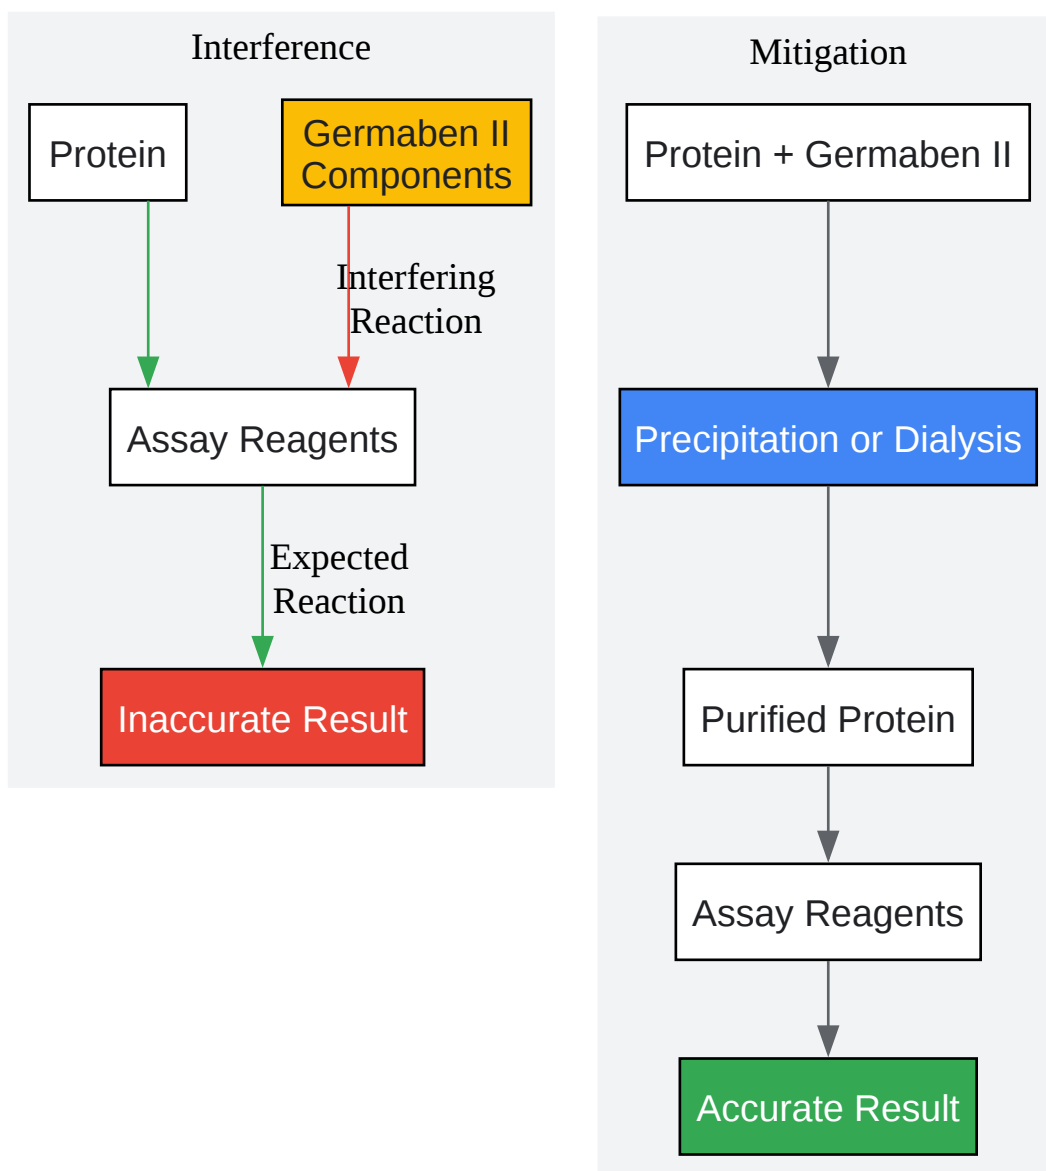 Interference
Protein
Germaben II
Components
Interfering
Reaction
Assay Reagents
Expected
Reaction
Inaccurate Result
Mitigation
Protein + Germaben II
Precipitation or Dialysis
Purified Protein
Assay Reagents
Accurate Result